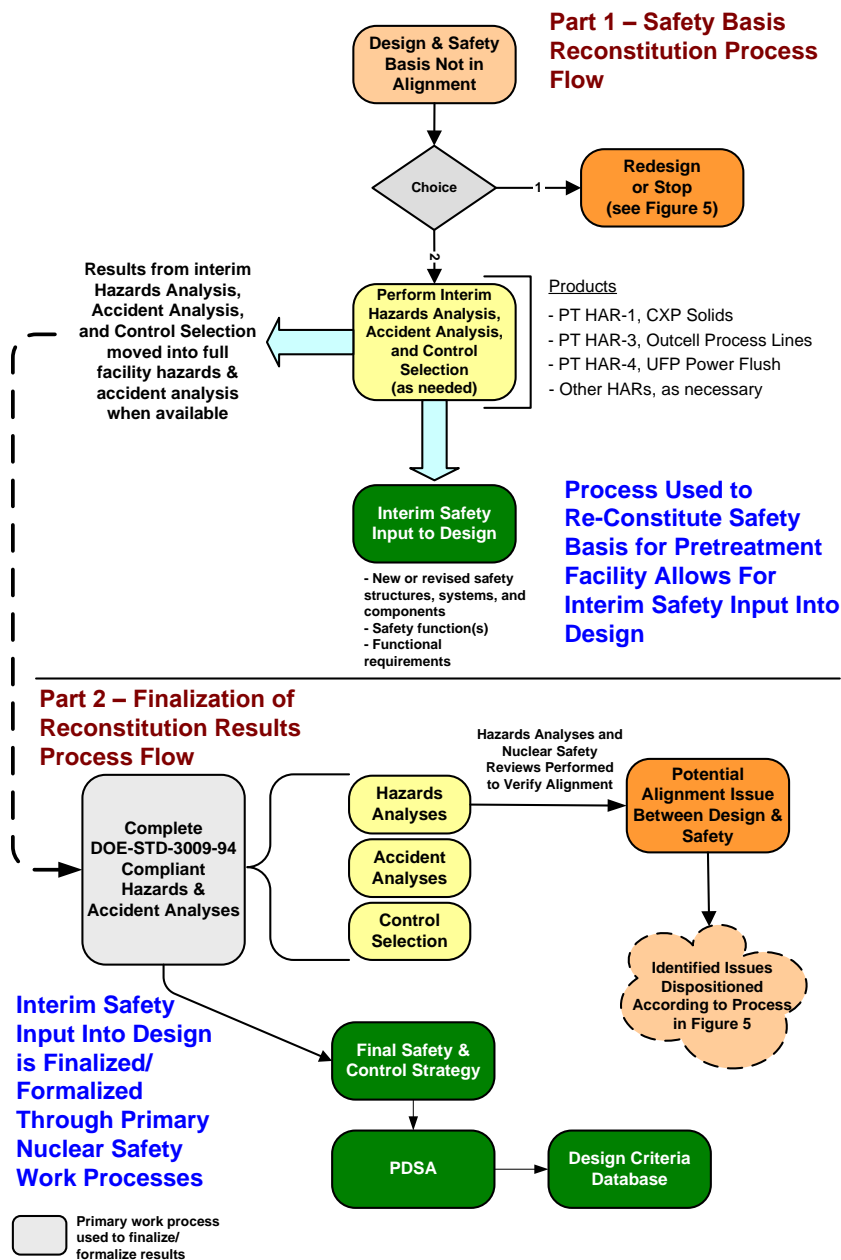 Part 1 – Safety Basis
Reconstitution Process
Flow
Design & Safety
Basis Not in
Alignment
Choice
1
Redesign
or Stop
(see Figure 5)
2
Results from interim
Hazards Analysis,
Accident Analysis,
and Control Selection
moved into full
facility hazards &
accident analysis
when available
Perform Interim
Hazards Analysis,
Accident Analysis,
and Control
Selection
(as needed)
Products
- PT HAR-1, CXP Solids
- PT HAR-3, Outcell Process Lines
- PT HAR-4, UFP Power Flush
- Other HARs, as necessary
Interim Safety
Input to Design
- New or revised safety
structures, systems, and
components
- Safety function(s)
- Functional
requirements
Process Used to
Re-Constitute Safety
Basis for Pretreatment
Facility Allows For
Interim Safety Input Into
Design
Part 2 – Finalization of
Reconstitution Results
Process Flow
Complete
DOE-STD-3009-94
Compliant
Hazards &
Accident Analyses
Hazards
Analyses
Accident
Analyses
Control
Selection
Hazards Analyses and
Nuclear Safety
Reviews Performed
to Verify Alignment
Potential
Alignment Issue
Between Design &
Safety
Identified Issues
Dispositioned
According to Process
in Figure 5
Interim Safety
Input Into Design
is Finalized/
Formalized
Through Primary
Nuclear Safety
Work Processes
Final Safety &
Control Strategy
PDSA
Design Criteria
Database
Primary work process
used to finalize/
formalize results